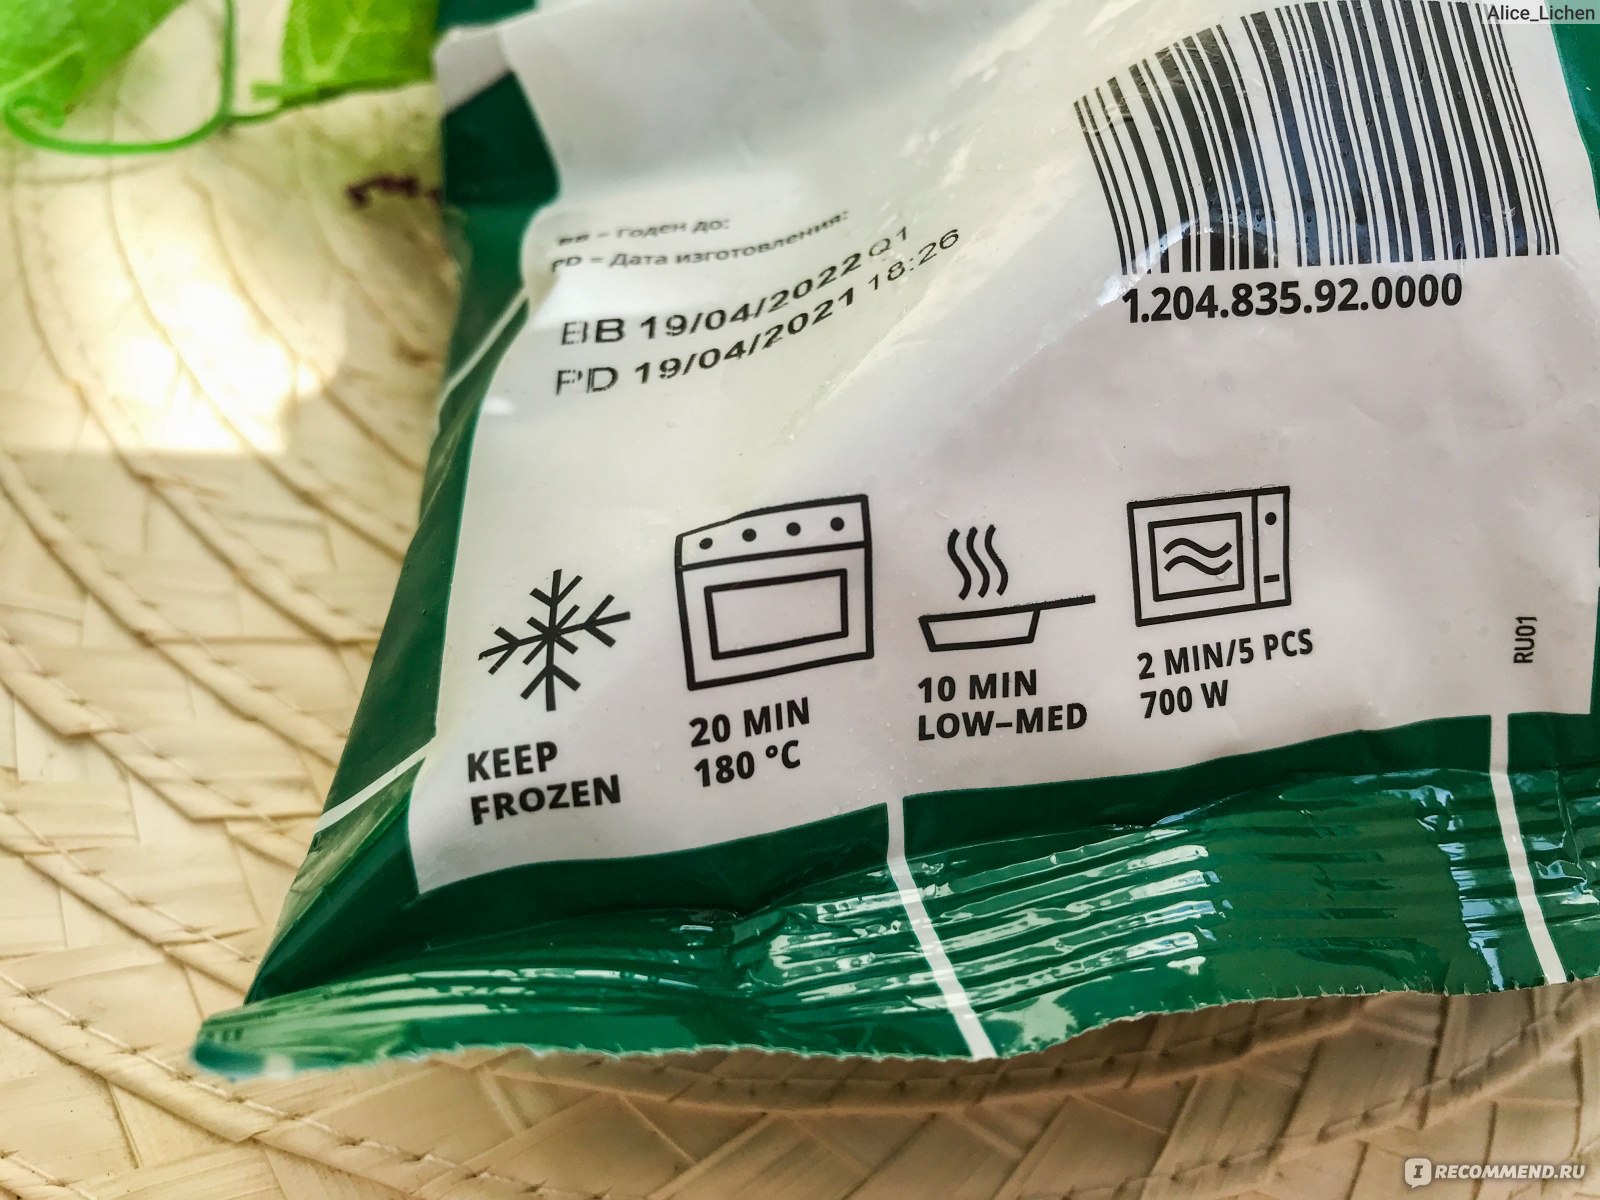 Alice_Lichen
BB – Годен до:
PD – Дата изготовления:
BB 19/04/2022 Q1
PD 19/04/2021 18:26
1.204.835.92.0000
KEEP
FROZEN
20 MIN
180 °C
10 MIN
LOW–MED
2 MIN/5 PCS
700 W
RU01
IRECOMMEND.RU